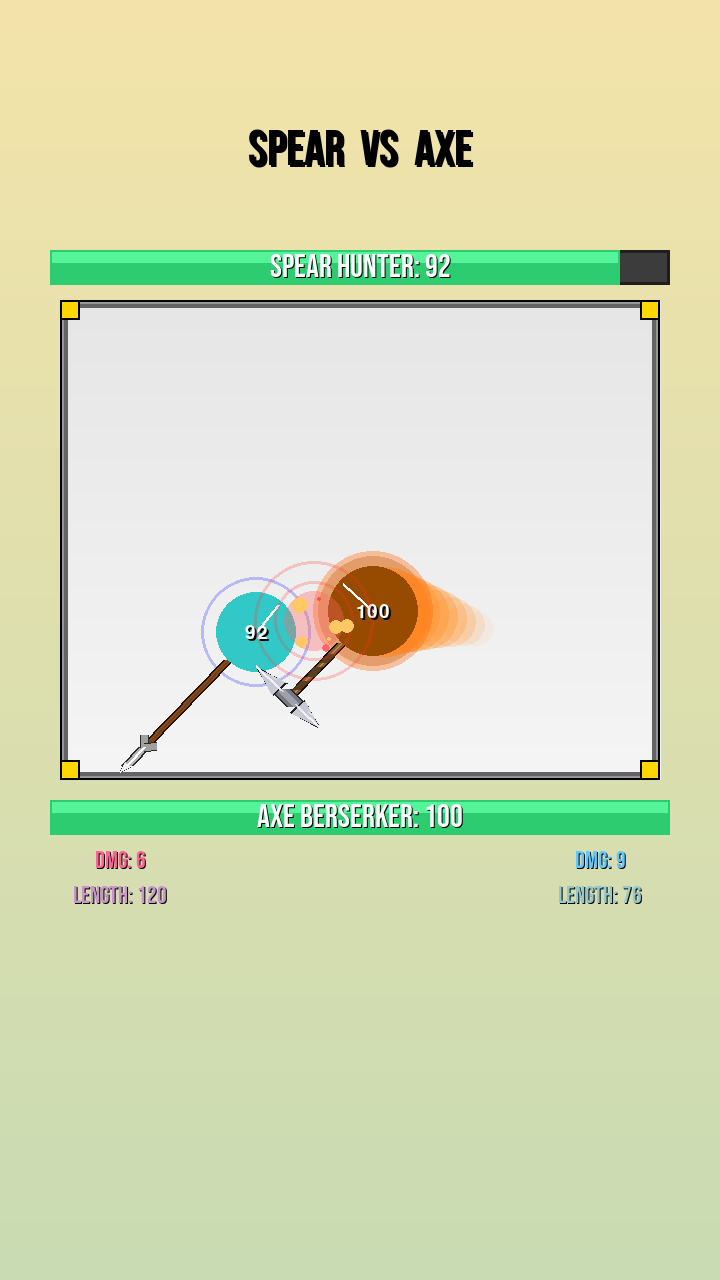 SPEAR VS AXE
SPEAR HUNTER: 92
100
92
AXE BERSERKER: 100
DMG: 6
DMG: 9
LENGTH: 120
LENGTH: 76